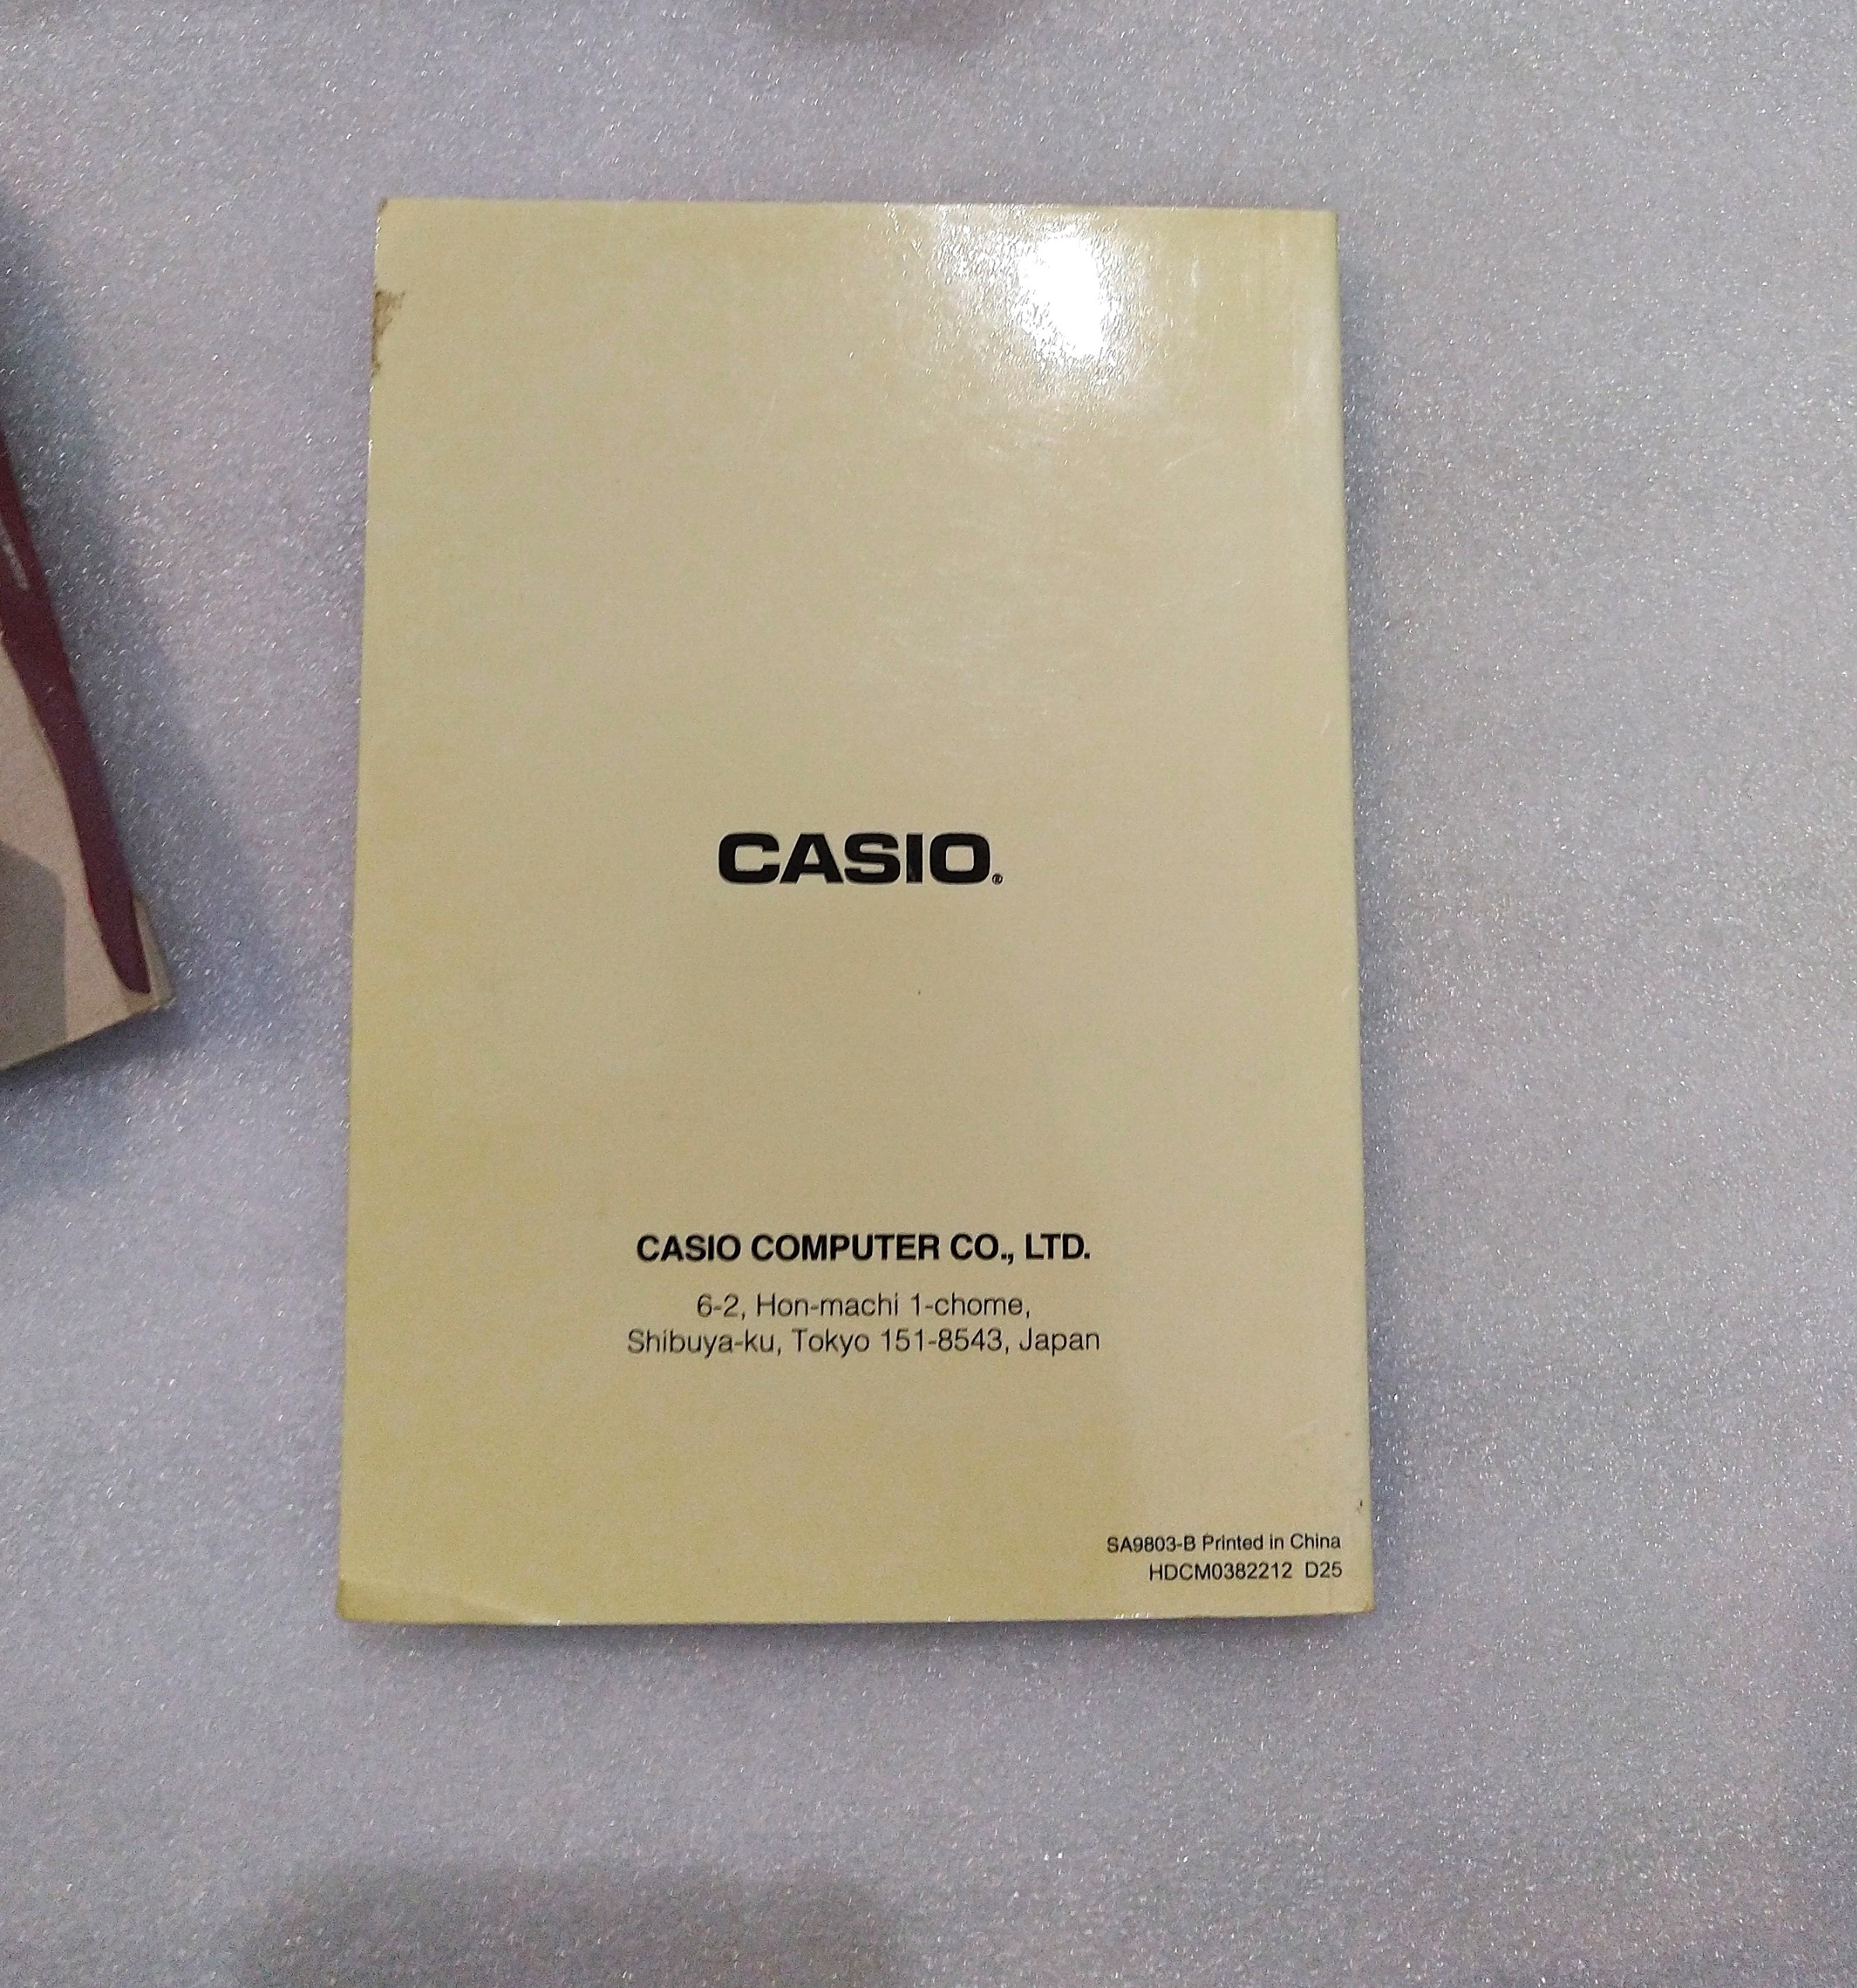 CASIO®
CASIO COMPUTER CO., LTD.
6-2, Hon-machi 1-chome,
Shibuya-ku, Tokyo 151-8543, Japan
SA9803-B Printed in China
HDCM0382212 D25